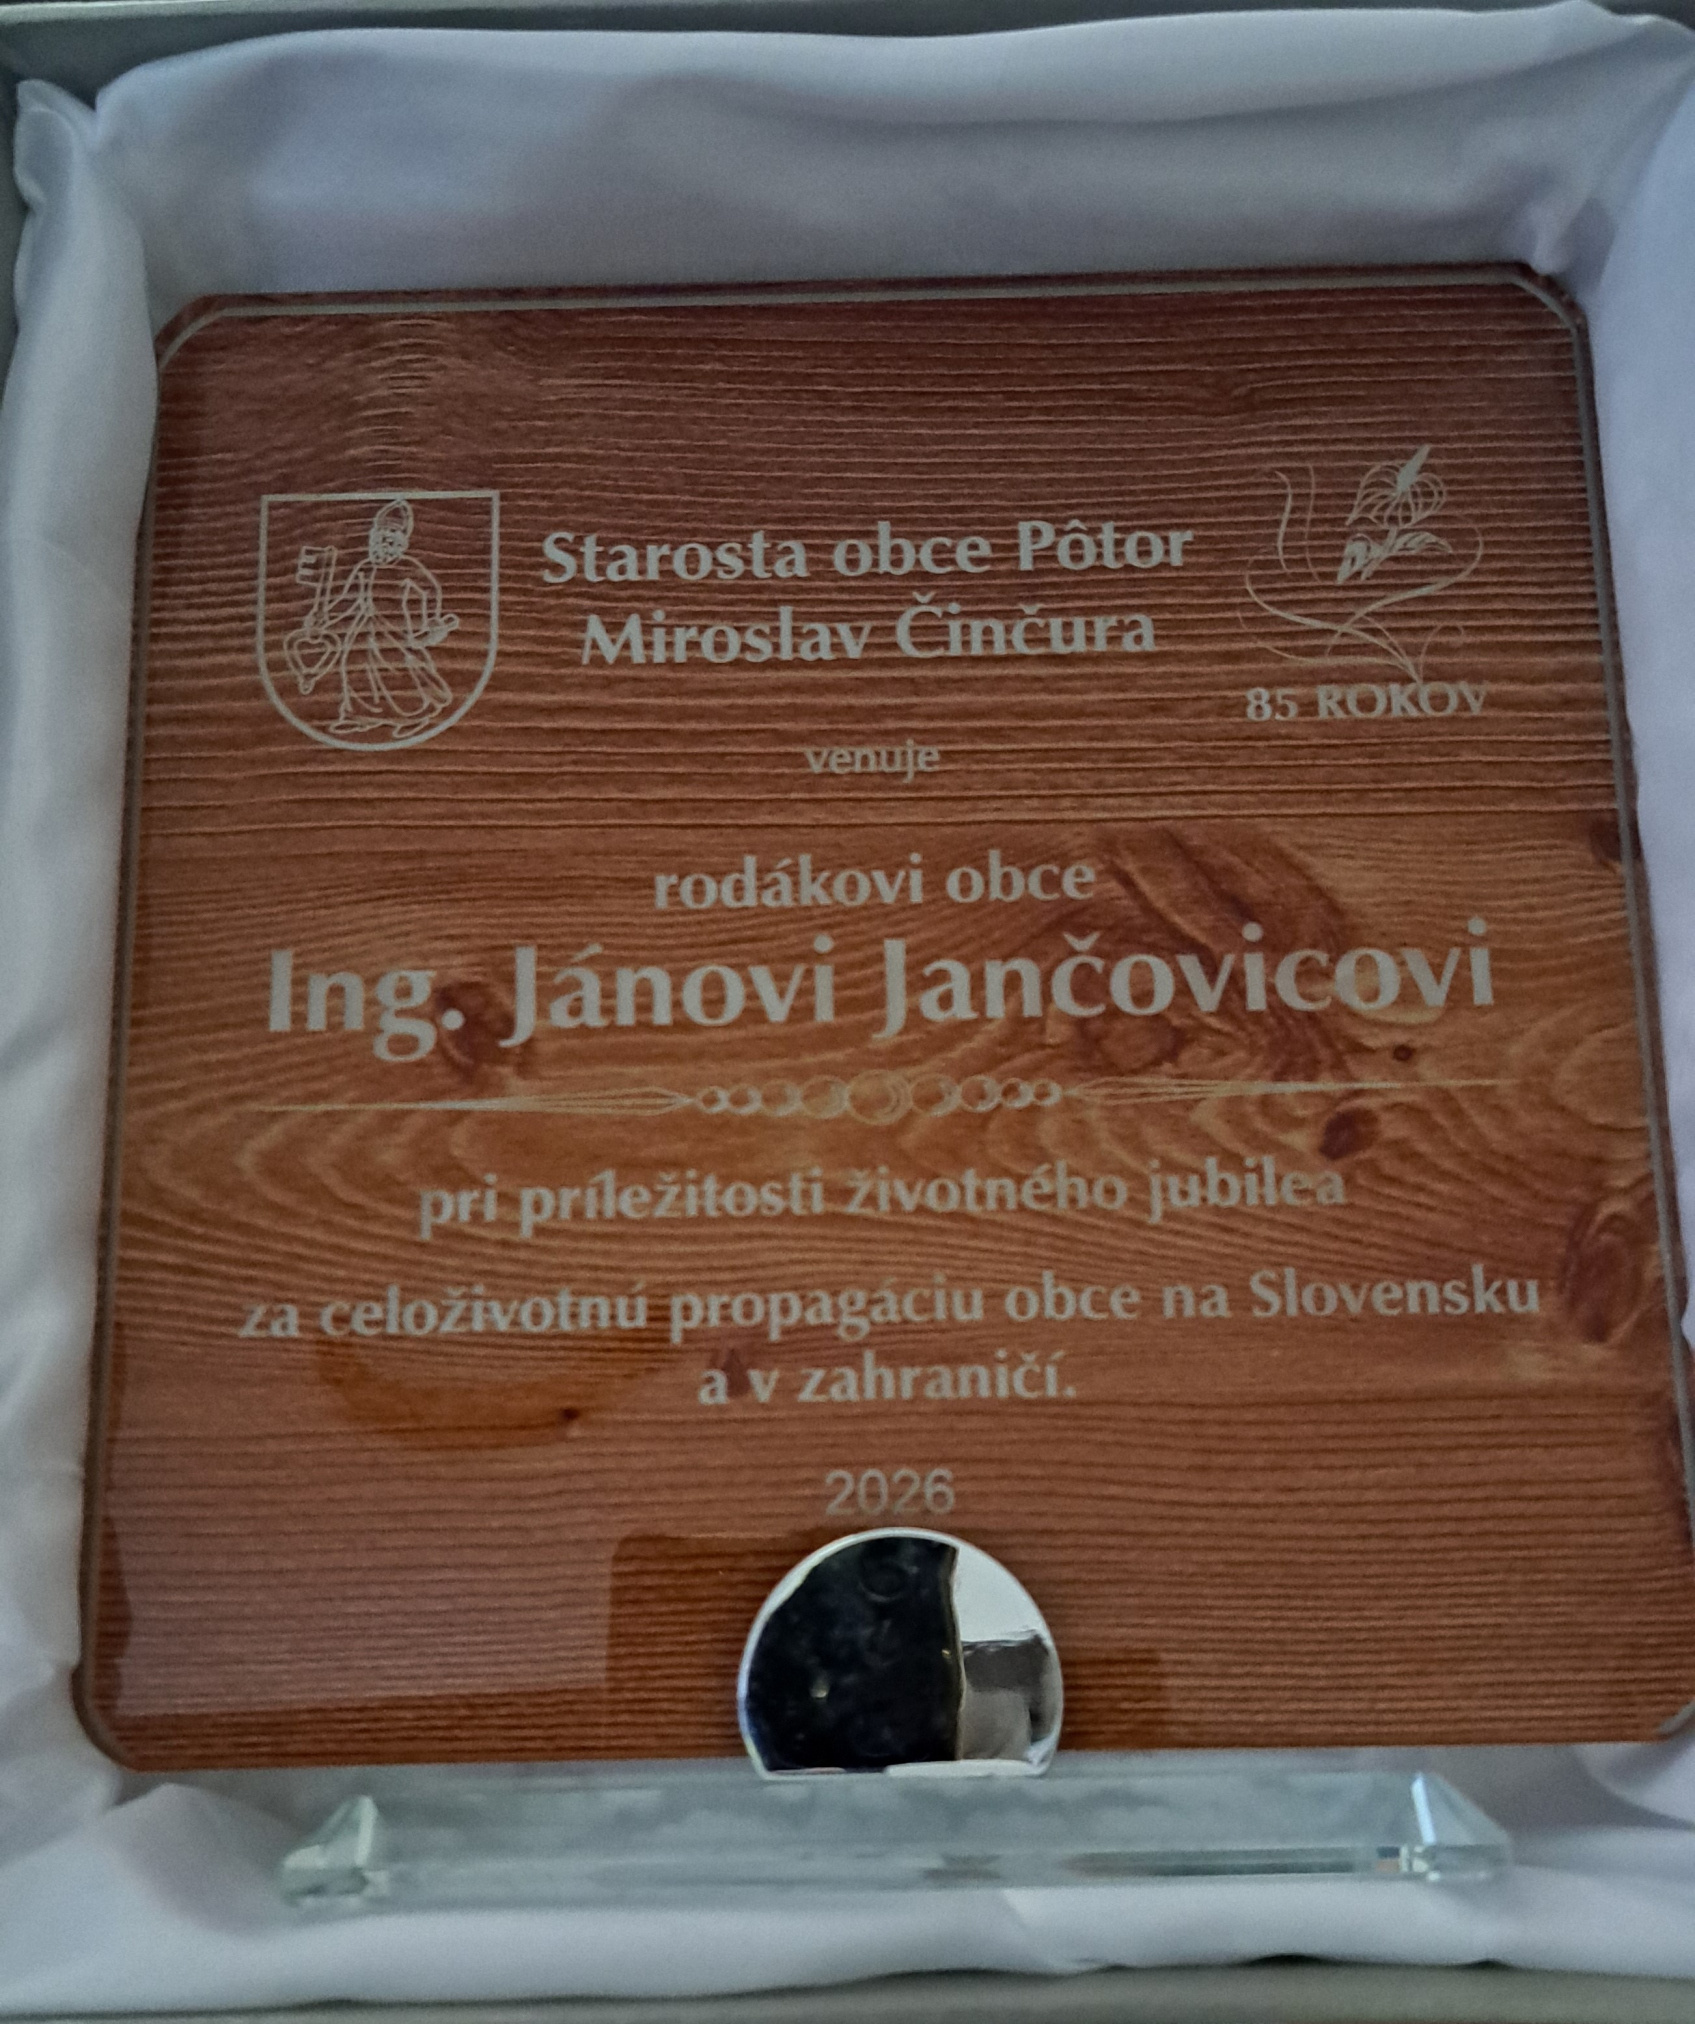 Starosta obce Pôtor
Miroslav Činčura
85 ROKOV
venuje
rodákovi obce
Ing. Jánovi Jančovicovi
pri príležitosti životného jubilea
za celoživotnú propagáciu obce na Slovensku
a v zahraničí.
2026